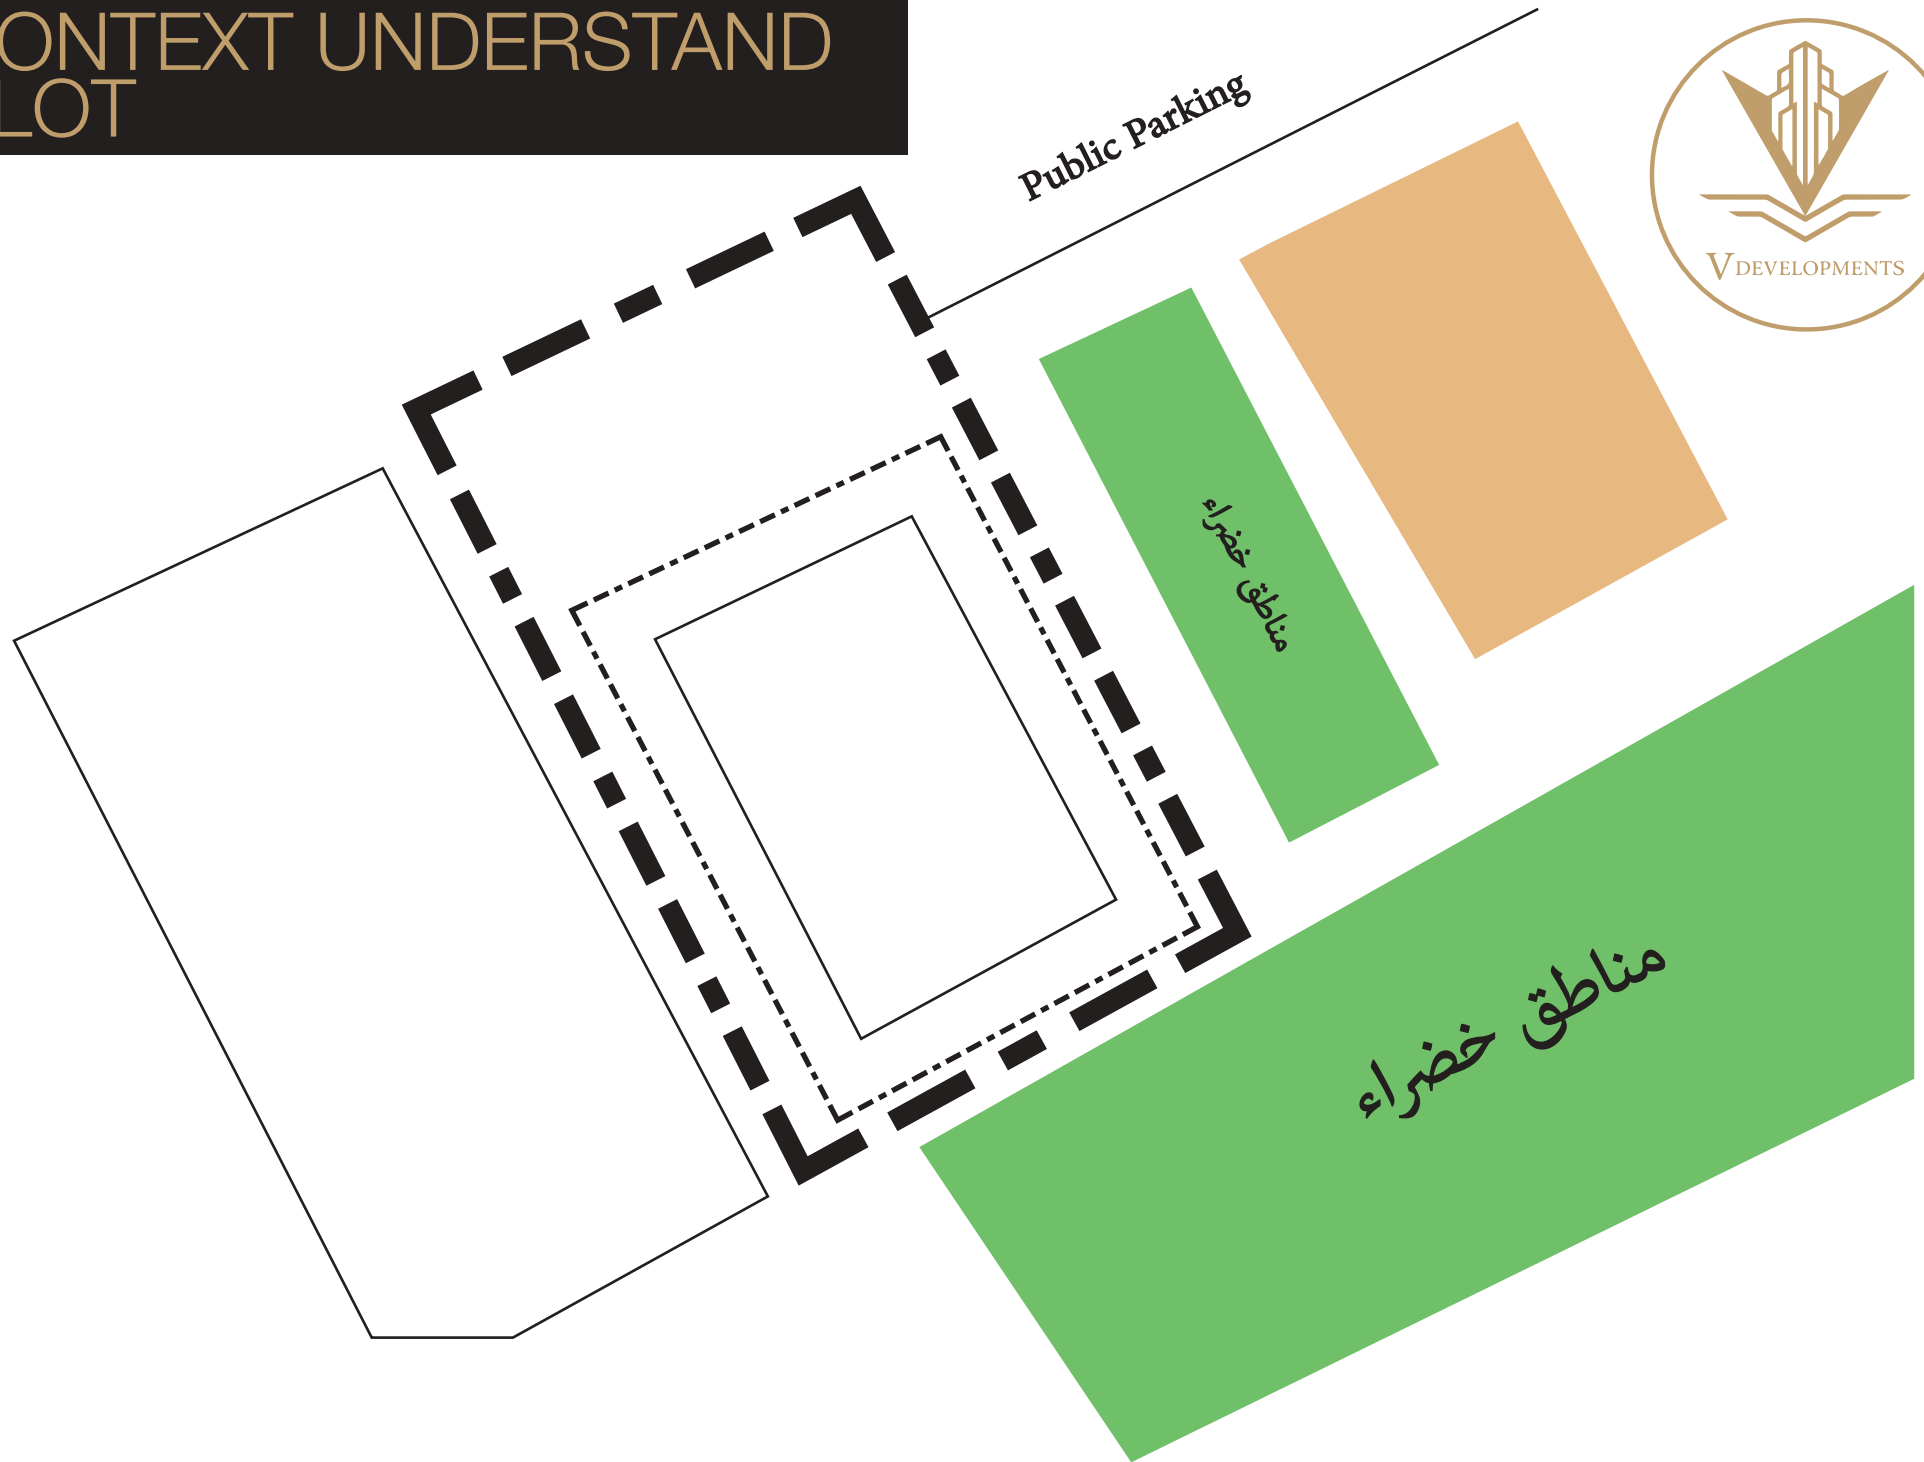 ONTEXT UNDERSTAND
LOT
Public Parking
V DEVELOPMENTS
مناطق خضراء
مناطق خضراء